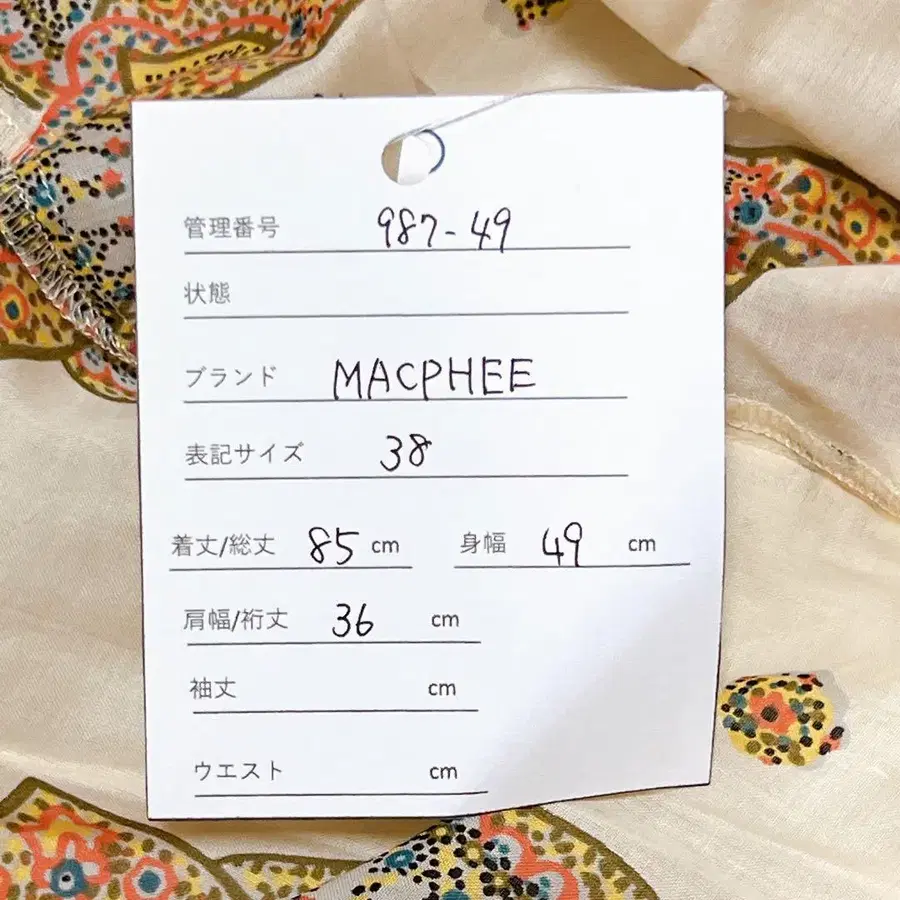 管理番号 987-49
状態
ブランド MACPHEE
表記サイズ 38
着丈/総丈 85 cm 身幅 49 cm
肩幅/裄丈 36 cm
袖丈 cm
ウエスト cm